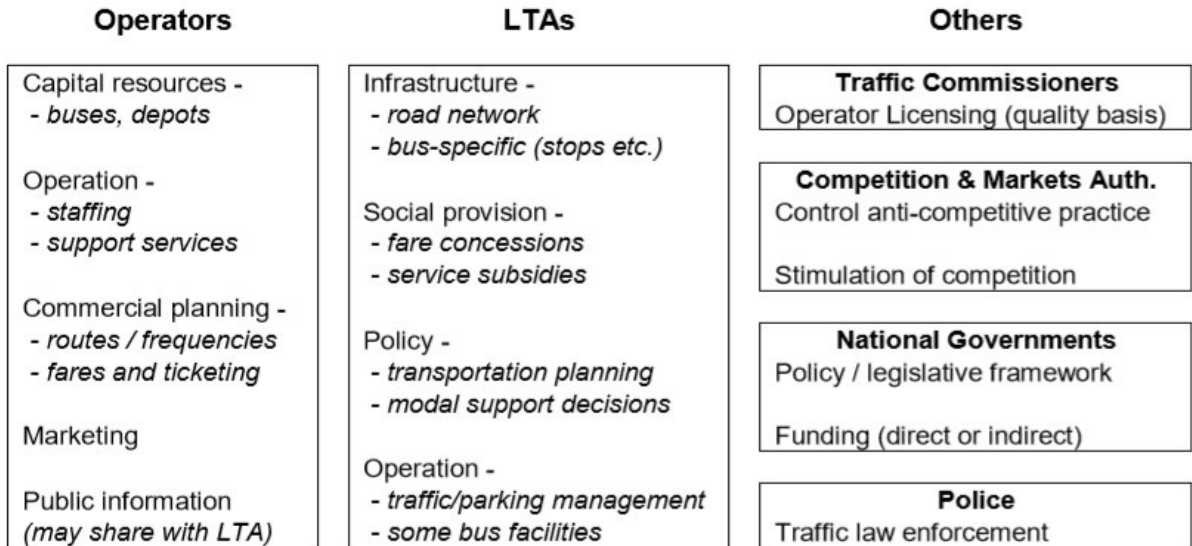 Operators
Capital resources -
- buses, depots
Operation -
- staffing
- support services
Commercial planning -
- routes / frequencies
- fares and ticketing
Marketing
Public information
(may share with LTA)
LTAs
Infrastructure -
- road network
- bus-specific (stops etc.)
Social provision -
- fare concessions
- service subsidies
Policy -
- transportation planning
- modal support decisions
Operation -
- traffic/parking management
- some bus facilities
Others
Traffic Commissioners
Operator Licensing (quality basis)
Competition & Markets Auth.
Control anti-competitive practice
Stimulation of competition
National Governments
Policy / legislative framework
Funding (direct or indirect)
Police
Traffic law enforcement